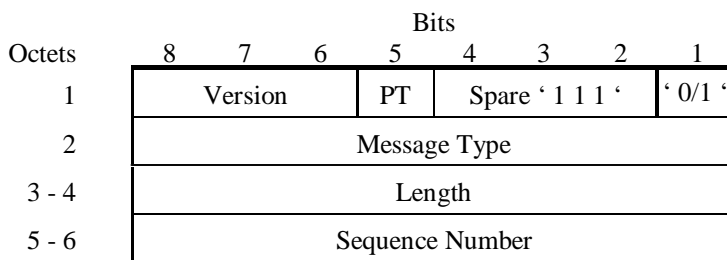 Bits
Octets 8 7 6 5 4 3 2 1
1 Version PT Spare ‘ 1 1 1 ‘ ‘ 0/1 ‘
2 Message Type
3 - 4 Length
5 - 6 Sequence Number